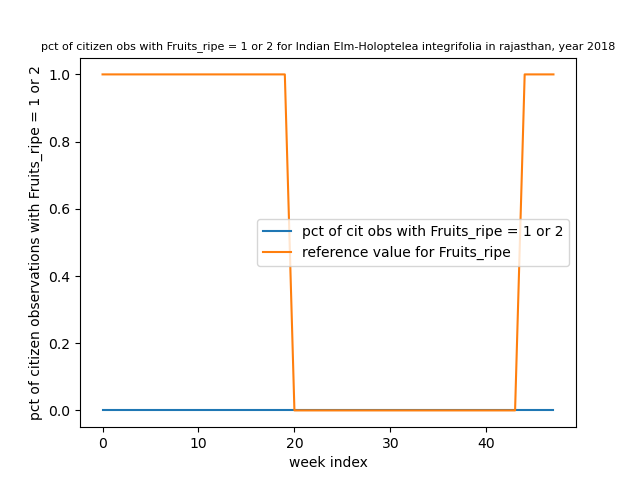 pct of citizen obs with Fruits_ripe = 1 or 2 for Indian Elm-Holoptelea integrifolia in rajasthan, year 2018
pct of citizen observations with Fruits_ripe = 1 or 2
1.0
0.8
0.6
0.4
0.2
0.0
pct of cit obs with Fruits_ripe = 1 or 2
reference value for Fruits_ripe
0 10 20 30 40
week index